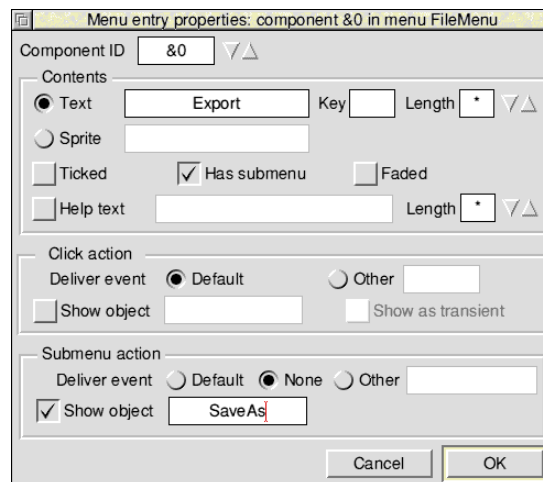 Menu entry properties: component &0 in menu FileMenu
Component ID &0
Contents
Text Export Key Length *
Sprite
Ticked Has submenu Faded
Help text Length *
Click action
Deliver event Default Other
Show object Show as transient
Submenu action
Deliver event Default None Other
Show object SaveAs
Cancel OK